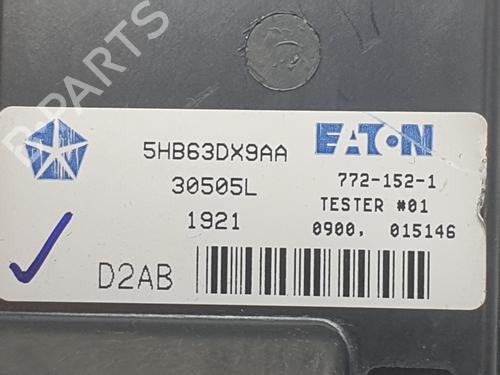 B-PARTS
5HB63DX9AA
30505L
1921
D2AB
EATON
772-152-1
TESTER #01
0900, 015146